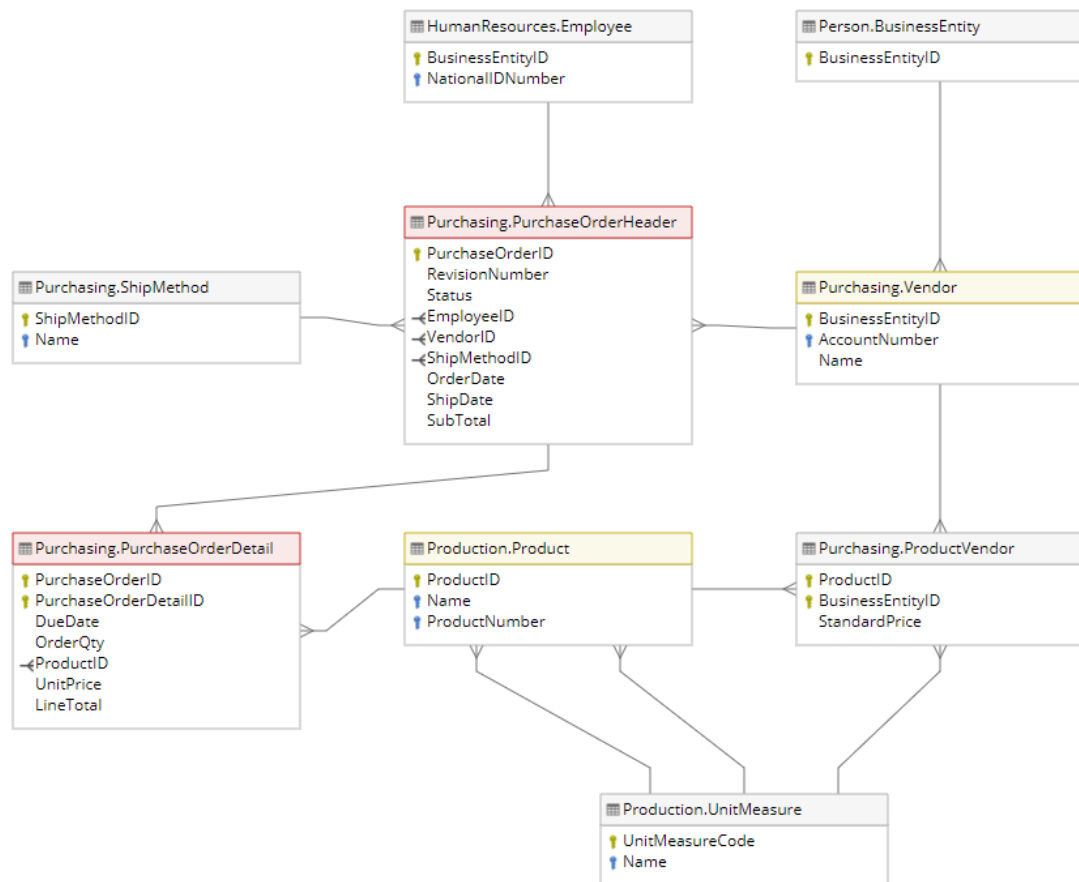 HumanResources.Employee
BusinessEntityID
NationalIDNumber
Person.BusinessEntity
BusinessEntityID
Purchasing.PurchaseOrderHeader
PurchaseOrderID
RevisionNumber
Status
EmployeeID
VendorID
ShipMethodID
OrderDate
ShipDate
SubTotal
Purchasing.ShipMethod
ShipMethodID
Name
Purchasing.Vendor
BusinessEntityID
AccountNumber
Name
Purchasing.PurchaseOrderDetail
PurchaseOrderID
PurchaseOrderDetailID
DueDate
OrderQty
ProductID
UnitPrice
LineTotal
Production.Product
ProductID
Name
ProductNumber
Purchasing.ProductVendor
ProductID
BusinessEntityID
StandardPrice
Production.UnitMeasure
UnitMeasureCode
Name